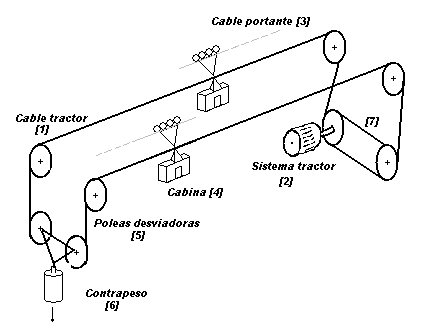 Cable portante [3]
Cable tractor
[1]
[7]
Sistema tractor
[2]
Cabina [4]
Poleas desviadoras
[5]
Contrapeso
[6]